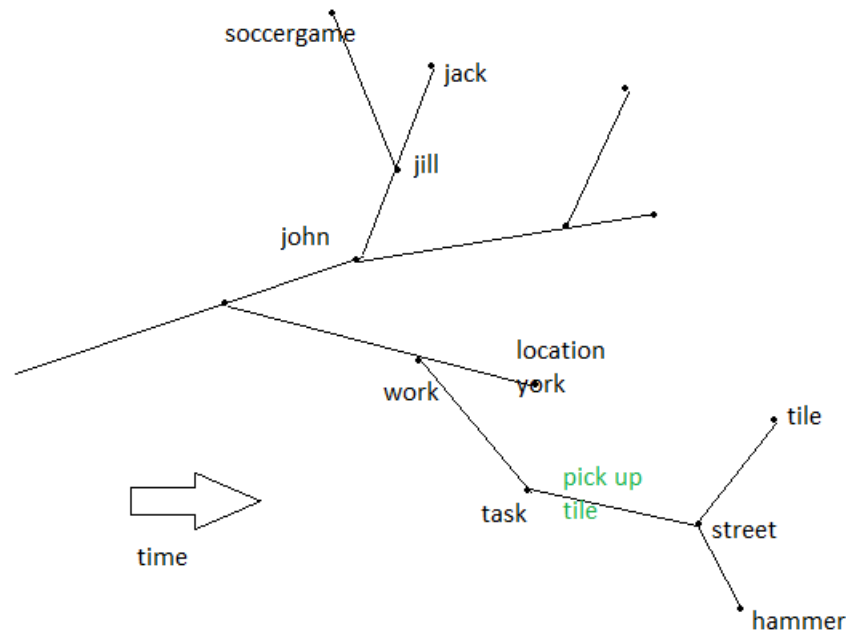 soccergame
jack
jill
john
location
york
work
tile
pick up
tile
task
street
time
hammer